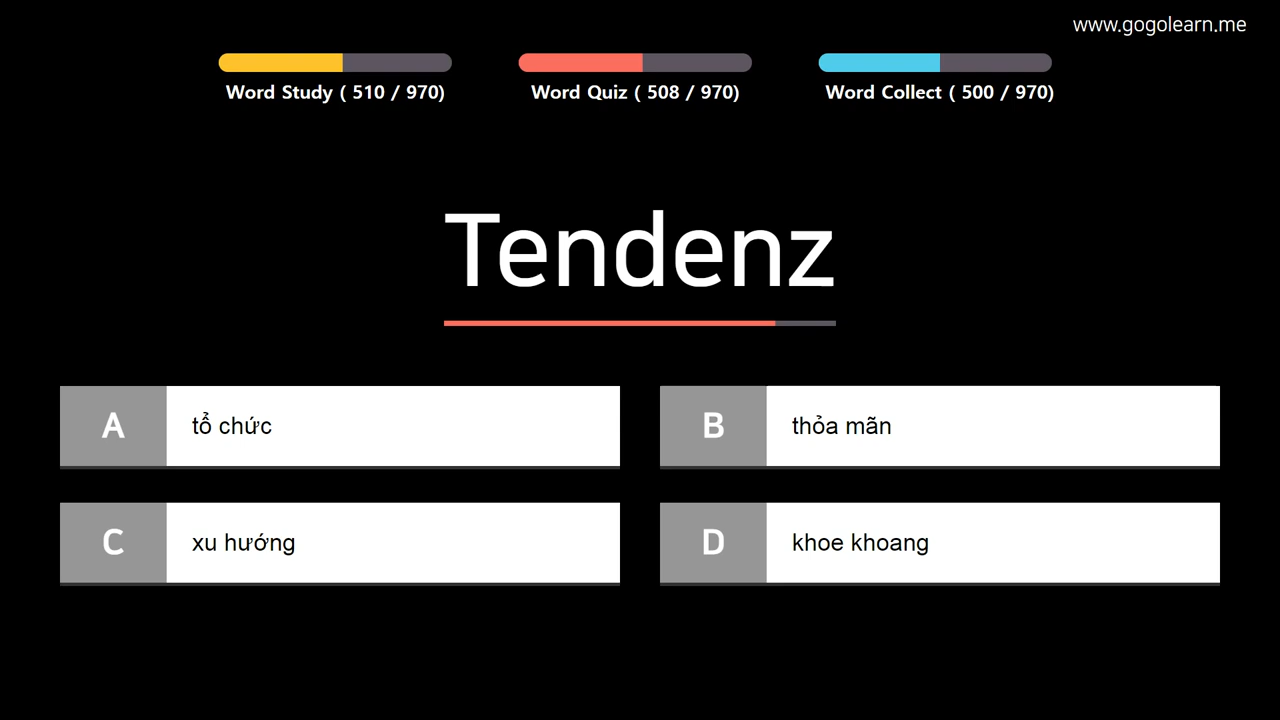 www.gogolearn.me
Word Study ( 510 / 970)
Word Quiz ( 508 / 970)
Word Collect ( 500 / 970)
Tendenz
A tổ chức
B thỏa mãn
C xu hướng
D khoe khoang